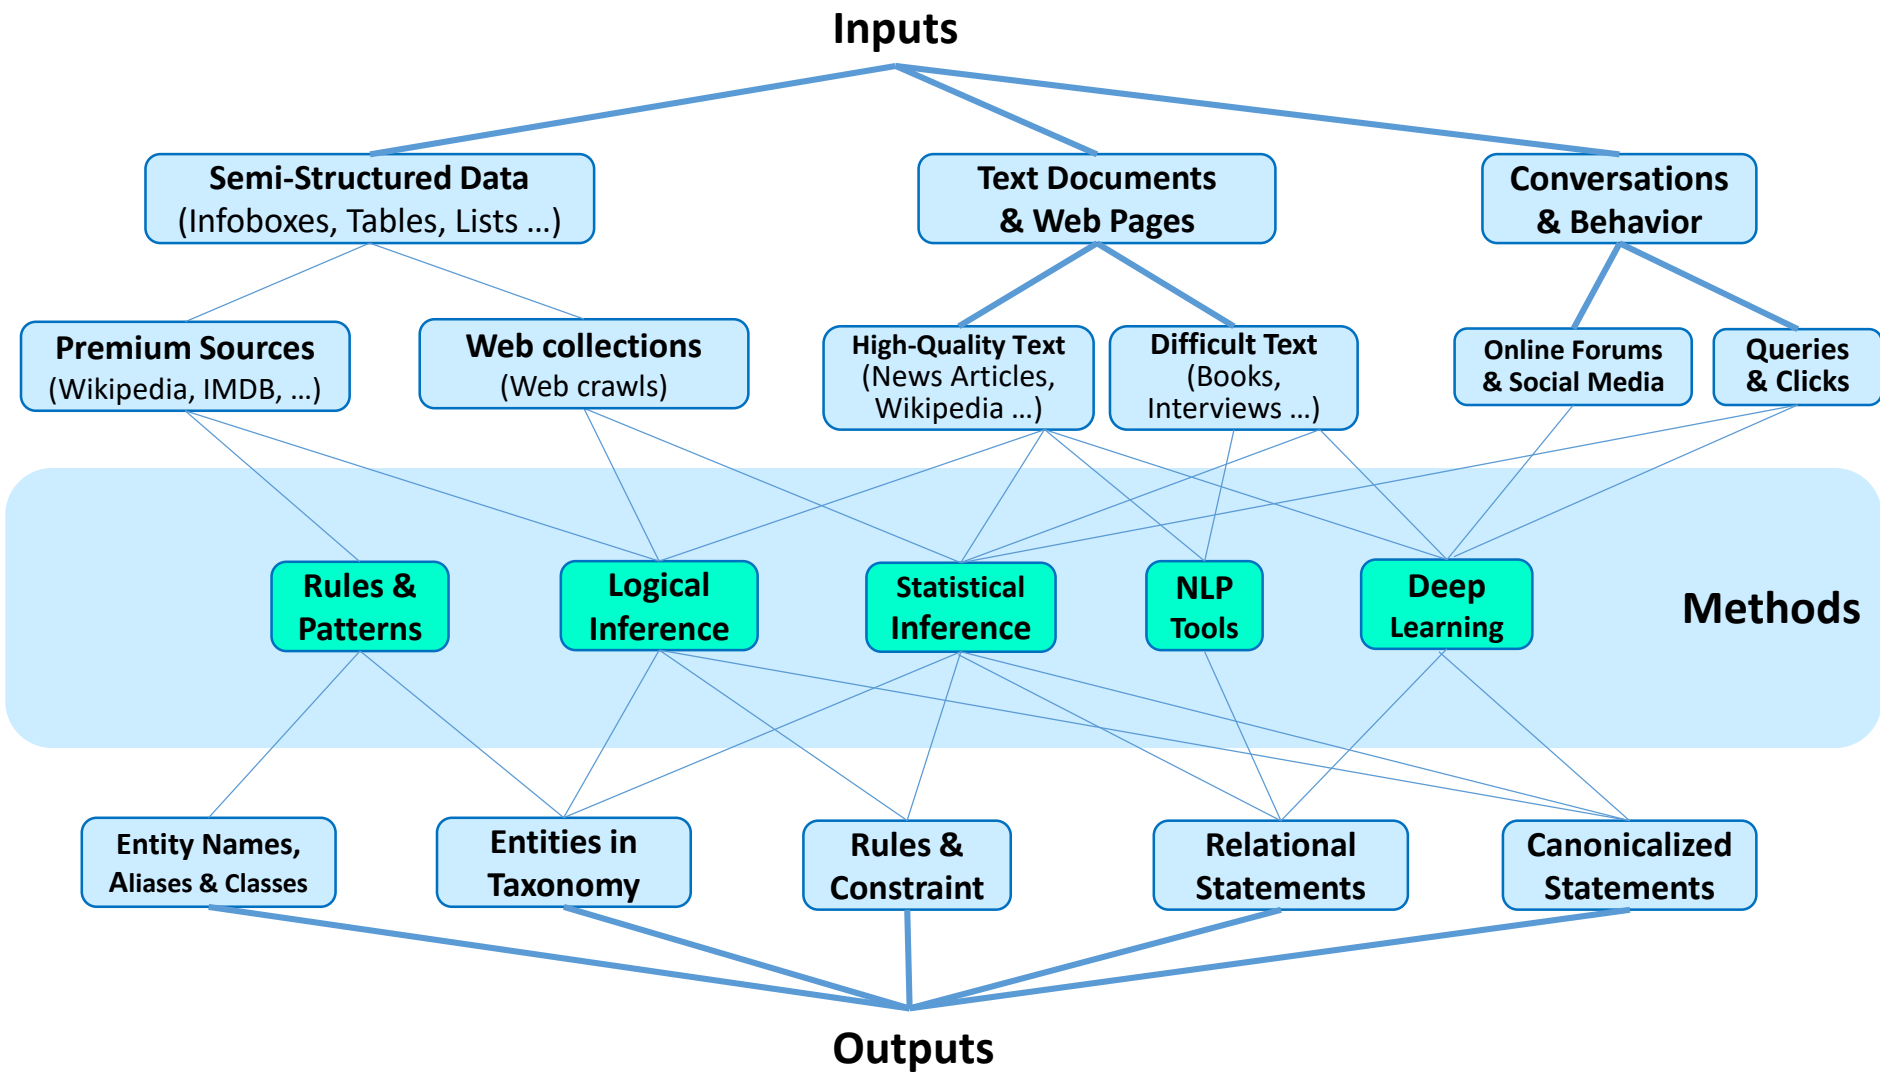 Inputs
Semi-Structured Data
(Infoboxes, Tables, Lists ...)
Text Documents
& Web Pages
Conversations
& Behavior
Premium Sources
(Wikipedia, IMDB, ...)
Web collections
(Web crawls)
High-Quality Text
(News Articles,
Wikipedia ...)
Difficult Text
(Books,
Interviews ...)
Online Forums
& Social Media
Queries
& Clicks
Rules &
Patterns
Logical
Inference
Statistical
Inference
NLP
Tools
Deep
Learning
Methods
Entity Names,
Aliases & Classes
Entities in
Taxonomy
Rules &
Constraint
Relational
Statements
Canonicalized
Statements
Outputs